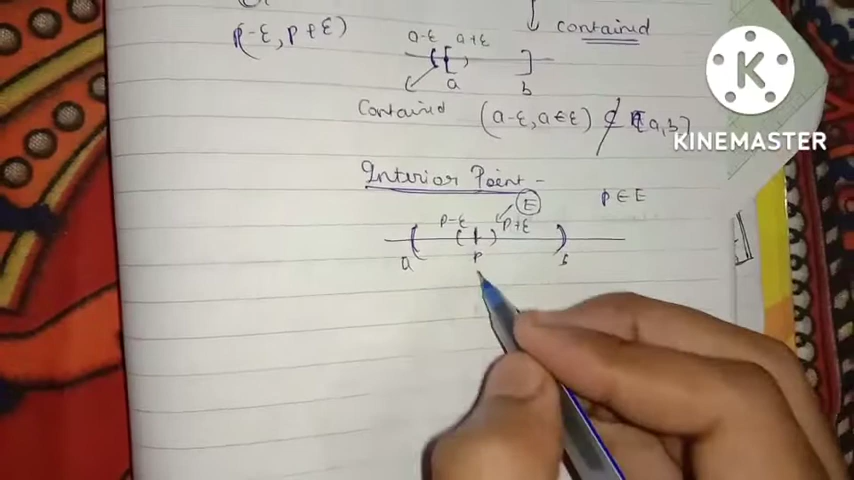 (p-ε, p+ε)
contained
a-ε a+ε
a b
Contained (a-ε, a+ε) ⊄ [a,b]
KINEMASTER
Interior Point -
E p ∈ E
p-ε p+ε
a p b